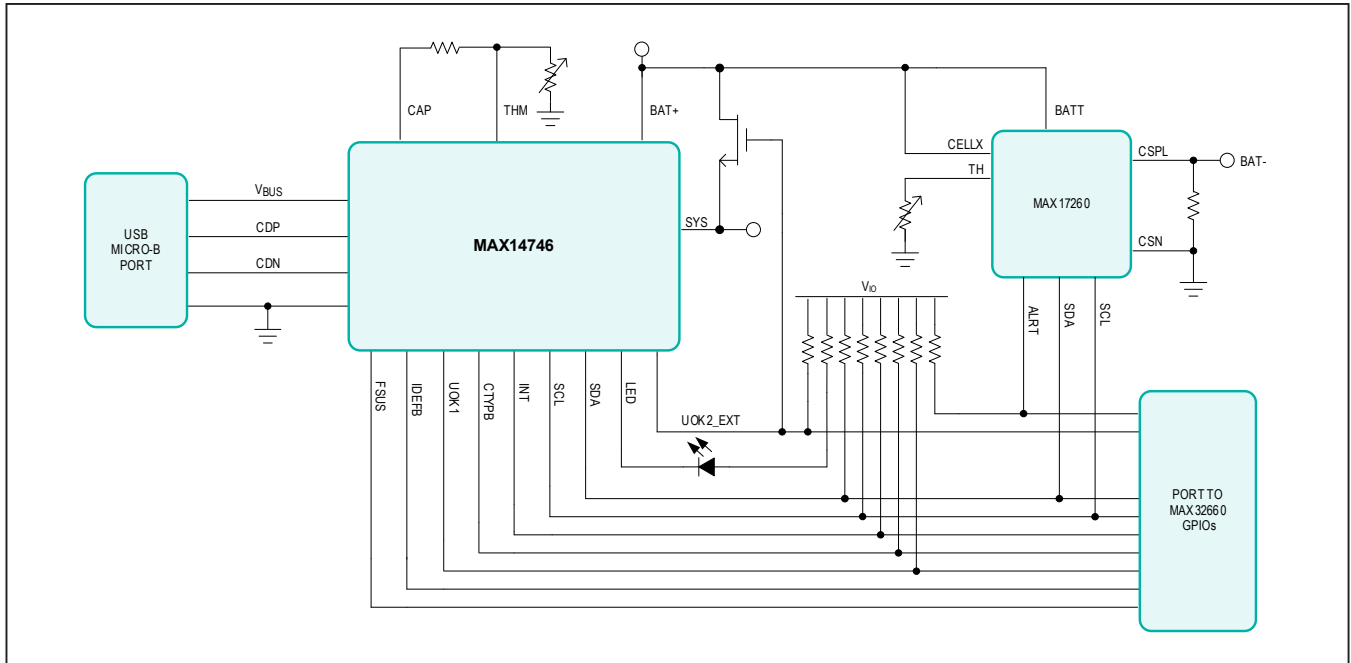 CAP
THM
BAT+
BATT
CELLX
TH
CSPL
BAT-
MAX17260
CSN
VBUS
CDP
CDN
USB
MICRO-B
PORT
MAX14746
SYS
VIO
ALRT
SDA
SCL
FSUS
IDEFB
UOK1
CTYPB
INT
SCL
SDA
LED
UOK2_EXT
PORT TO
MAX32660
GPIOs